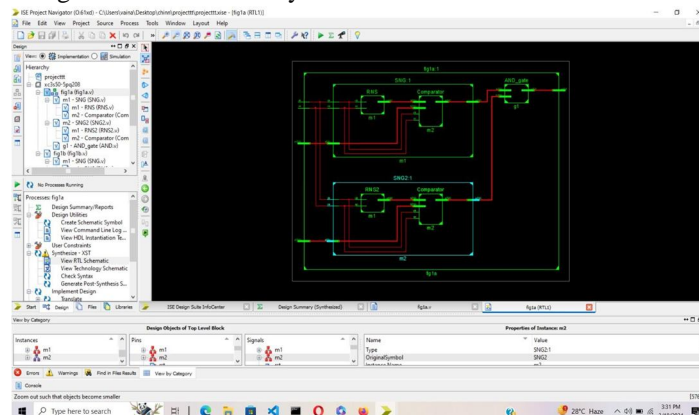 ISE Project Navigator (O.61xd) - C:\Users\vaina\Desktop\chinni\projecttt\projecttt.xise - [fig1a (RTL1)]
File Edit View Project Source Process Tools Window Layout Help
Design
View: Implementation Simulation
Hierarchy
projecttt
xc3s50-5pq208
fig1a (fig1a.v)
m1 - SNG (SNG.v)
m1 - RNS (RNS.v)
m2 - Comparator (Com
m2 - SNG2 (SNG2.v)
m1 - RNS2 (RNS2.v)
m2 - Comparator (Com
g1 - AND_gate (AND.v)
fig1b (fig1b.v)
m1 - SNG (SNG.v)
No Processes Running
Processes: fig1a
Design Summary/Reports
Design Utilities
Create Schematic Symbol
View Command Line Log ...
View HDL Instantiation Te...
User Constraints
Synthesize - XST
View RTL Schematic
View Technology Schematic
Check Syntax
Generate Post-Synthesis S...
Implement Design
Translate
fig1a:1
SNG:1
AND_gate
RNS
Comparator
g1
m1
m2
m1
SNG2:1
RNS2
Comparator
m1
m2
m2
fig1a
Start Design Files Libraries
ISE Design Suite InfoCenter
Design Summary (Synthesized)
fig1a.v
fig1a (RTL1)
View by Category
Design Objects of Top Level Block
Properties of Instance: m2
Instances
Pins
Signals
Name Value
m1 m1 m1 Type SNG2:1
m2 m2 m2 OriginalSymbol SNG2
Errors Warnings Find in Files Results View by Category
Console
Zoom out such that objects become smaller
Type here to search
28°C Haze
3:31 PM